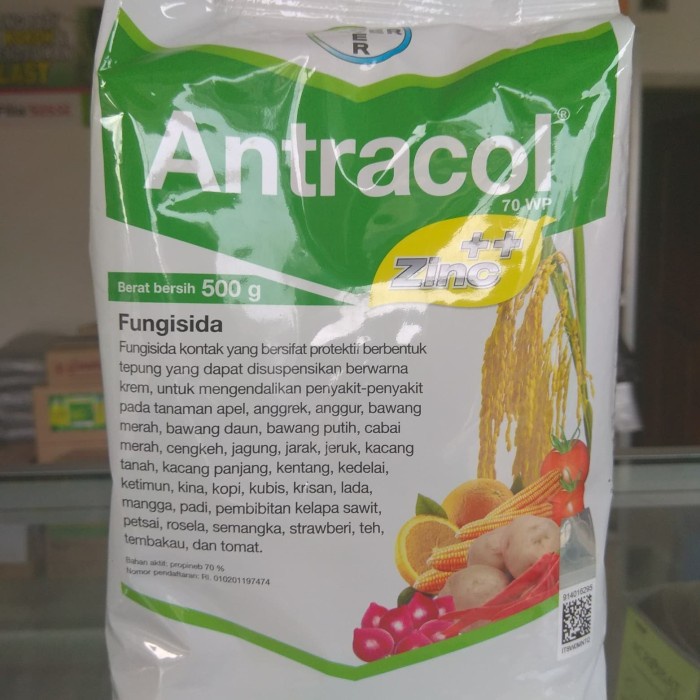 ER
E
R
Antracol®
70 WP
Zinc++
Berat bersih 500 g
Fungisida
Fungisida kontak yang bersifat protektif berbentuk
tepung yang dapat disuspensikan berwarna
krem, untuk mengendalikan penyakit-penyakit
pada tanaman apel, anggrek, anggur, bawang
merah, bawang daun, bawang putih, cabai
merah, cengkeh, jagung, jarak, jeruk, kacang
tanah, kacang panjang, kentang, kedelai,
ketimun, kina, kopi, kubis, krisan, lada,
mangga, padi, pembibitan kelapa sawit,
petsai, rosela, semangka, strawberi, teh,
tembakau, dan tomat.
Bahan aktif: propineb 70 %
Nomor pendaftaran: RI. 010201197474